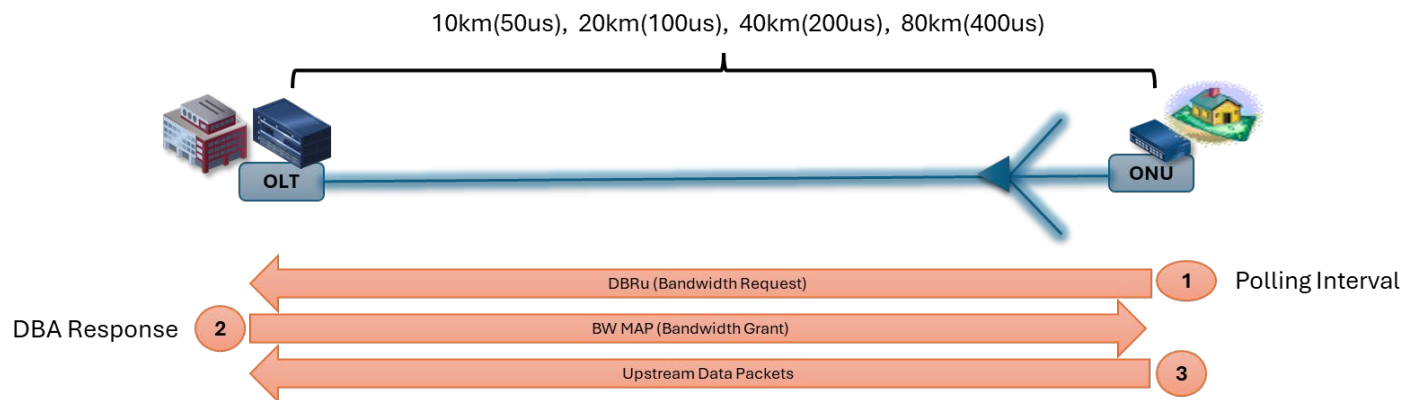 10km(50us), 20km(100us), 40km(200us), 80km(400us)
OLT
ONU
DBRu (Bandwidth Request)
1
Polling Interval
DBA Response
2
BW MAP (Bandwidth Grant)
Upstream Data Packets
3